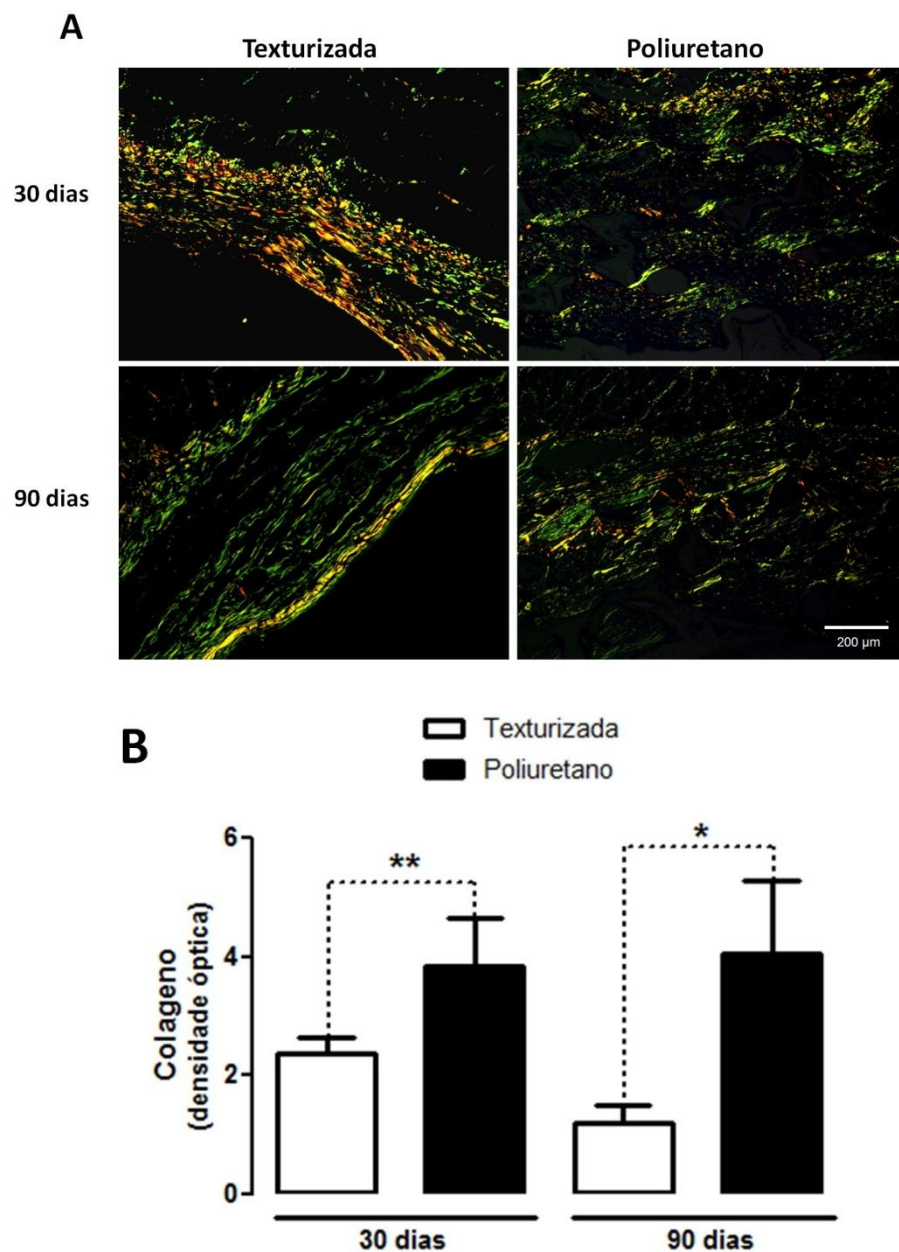 A
Texturizada
Poliuretano
30 dias
90 dias
200 µm
B
Texturizada
Poliuretano
Colageno
(densidade óptica)
6
4
2
0
**
*
30 dias
90 dias